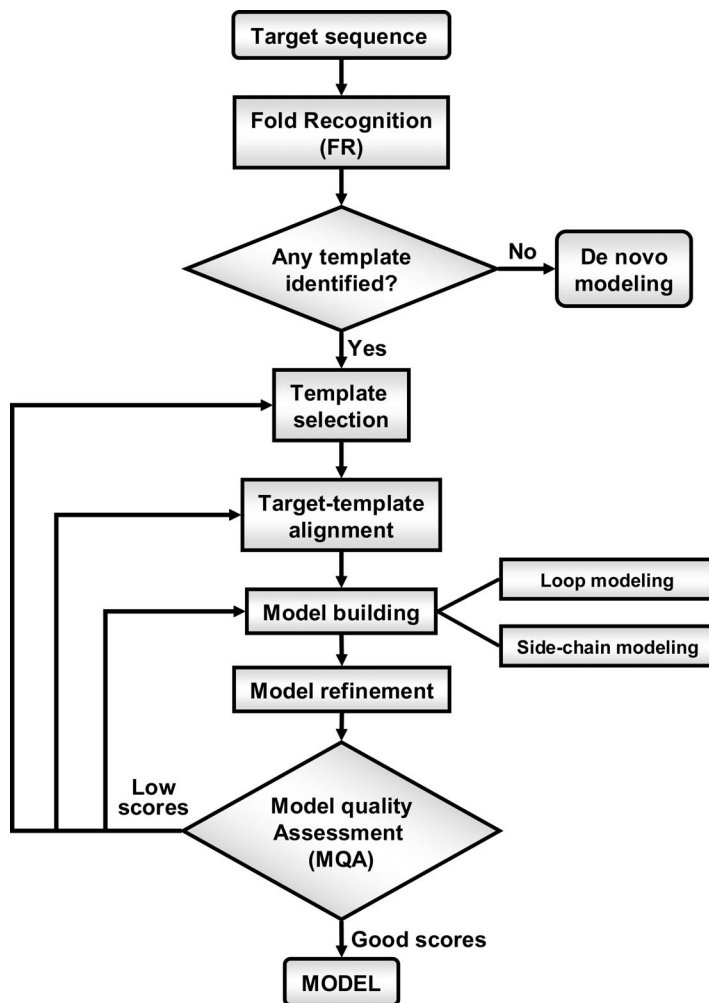 Target sequence
Fold Recognition
(FR)
Any template
identified?
No
De novo
modeling
Yes
Template
selection
Target-template
alignment
Loop modeling
Model building
Side-chain modeling
Model refinement
Low
scores
Model quality
Assessment
(MQA)
Good scores
MODEL